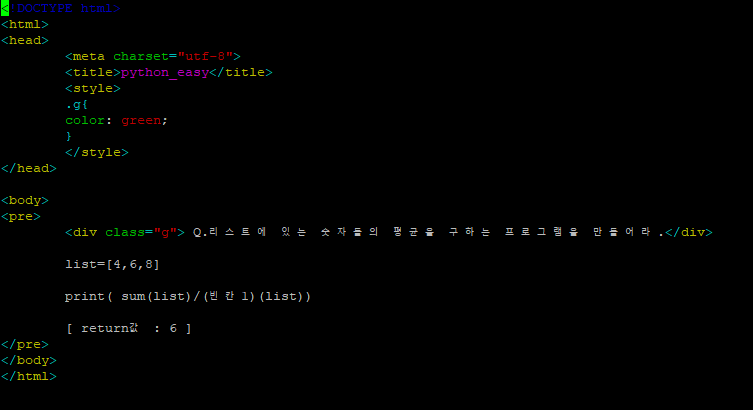 <!DOCTYPE html>
<html>
<head>
<meta charset="utf-8">
<title>python_easy</title>
<style>
.g{
color: green;
}
</style>
</head>
<body>
<pre>
<div class="g"> Q.리스트에 있는 숫자들의 평균을 구하는 프로그램을 만들어라.</div>
list=[4,6,8]
print( sum(list)/(빈칸1)(list))
[ return값 : 6 ]
</pre>
</body>
</html>